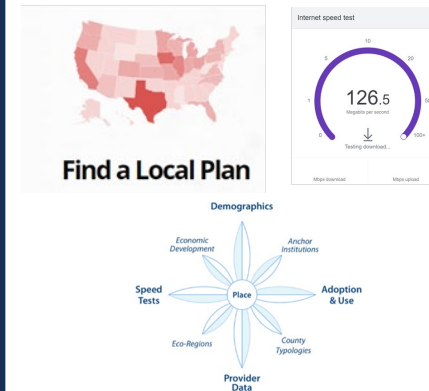 Find a Local Plan
Internet speed test
10
5
20
1
50
126.5
Megabits per second
0
100+
Testing download...
Mbps download
Mbps upload
Demographics
Economic
Development
Anchor
Institutions
Speed
Tests
Place
Adoption
& Use
Eco-Regions
County
Typologies
Provider
Data